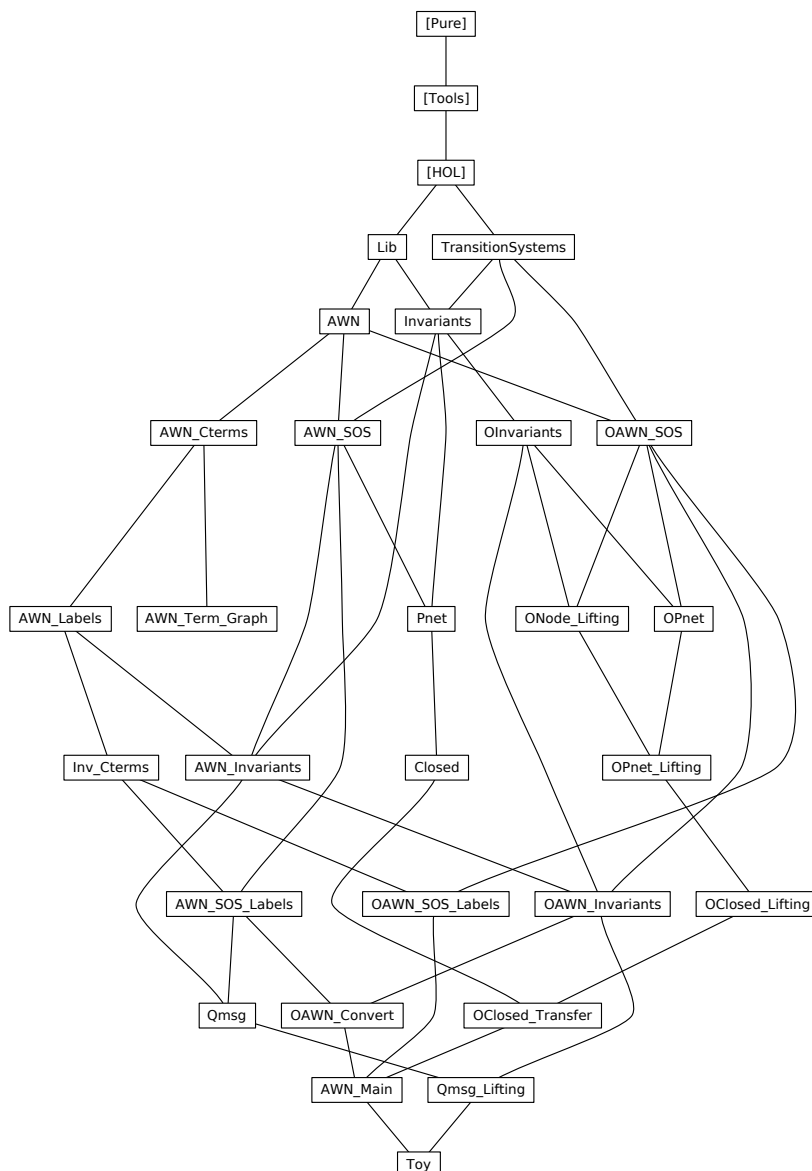 [Pure]
[Tools]
[HOL]
Lib
TransitionSystems
AWN
Invariants
AWN_Cterms
AWN_SOS
OInvariants
OAWN_SOS
AWN_Labels
AWN_Term_Graph
Pnet
ONode_Lifting
OPnet
Inv_Cterms
AWN_Invariants
Closed
OPnet_Lifting
AWN_SOS_Labels
OAWN_SOS_Labels
OAWN_Invariants
OClosed_Lifting
Qmsg
OAWN_Convert
OClosed_Transfer
AWN_Main
Qmsg_Lifting
Toy